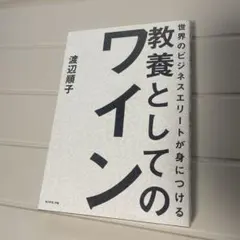 世界のビジネスエリートが身につける
教養としての
ワイン
渡辺順子